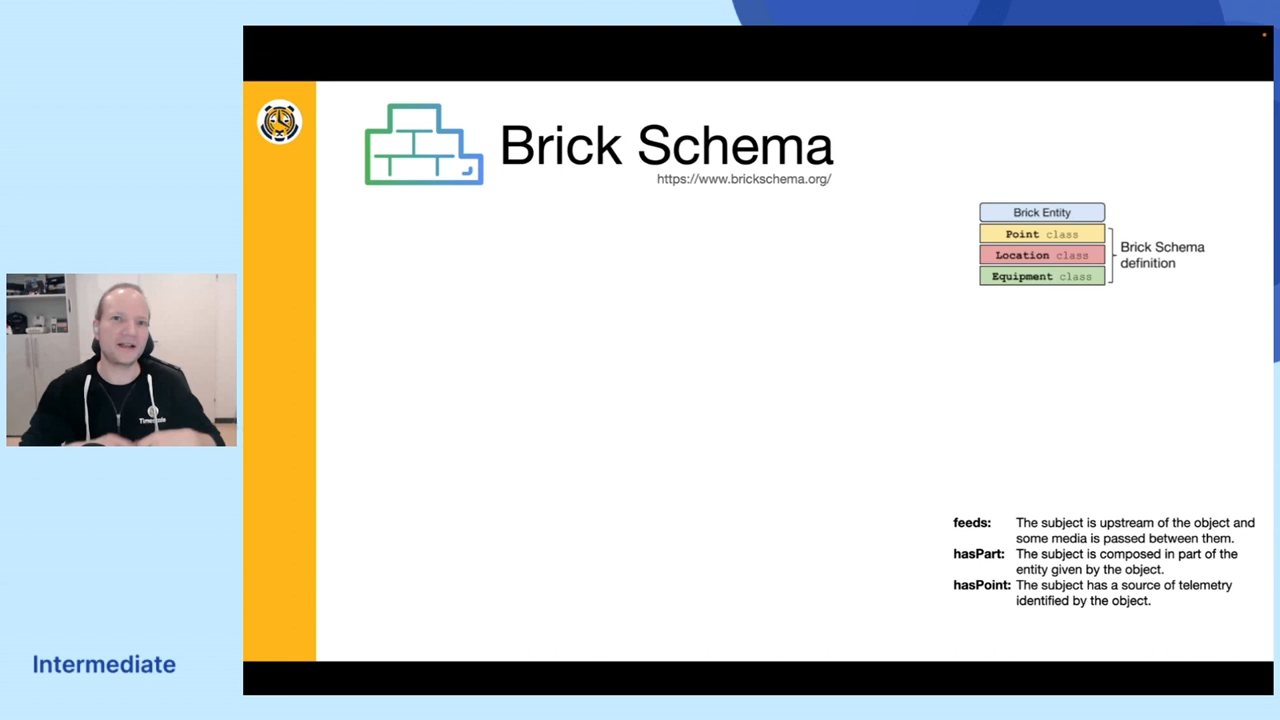 Brick Schema
https://www.brickschema.org/
Brick Entity
Point class
Location class
Equipment class
Brick Schema
definition
feeds: The subject is upstream of the object and
some media is passed between them.
hasPart: The subject is composed in part of the
entity given by the object.
hasPoint: The subject has a source of telemetry
identified by the object.
Intermediate